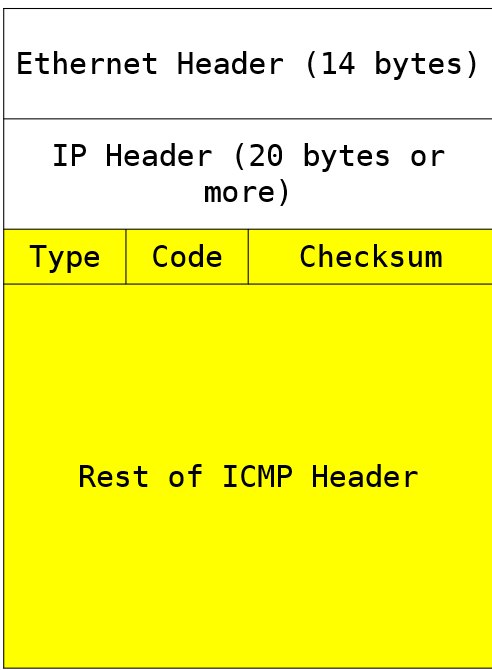 Ethernet Header (14 bytes)
IP Header (20 bytes or
more)
Type Code Checksum
Rest of ICMP Header